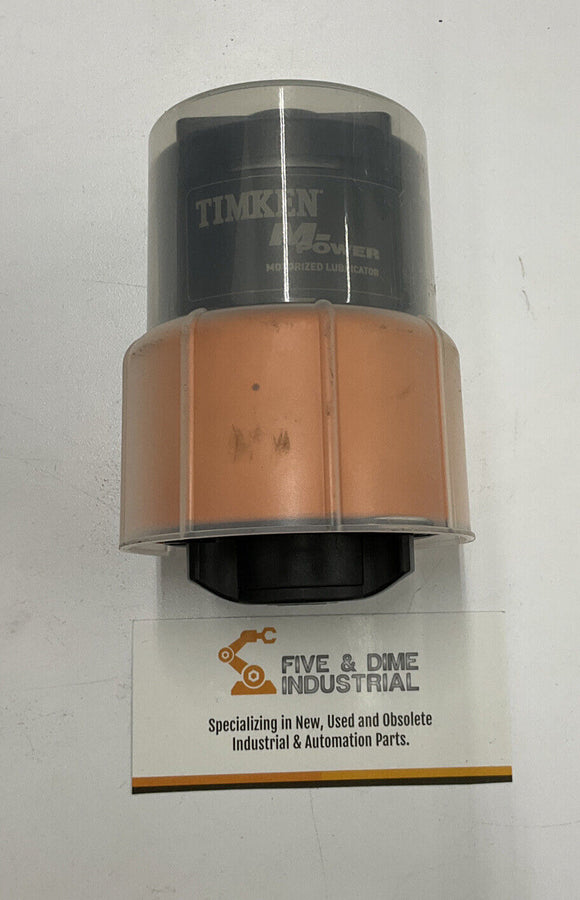 TIMKEN
M-
POWER
MOTORIZED LUBRICATOR
FIVE & DIME
INDUSTRIAL
Specializing in New, Used and Obsolete
Industrial & Automation Parts.